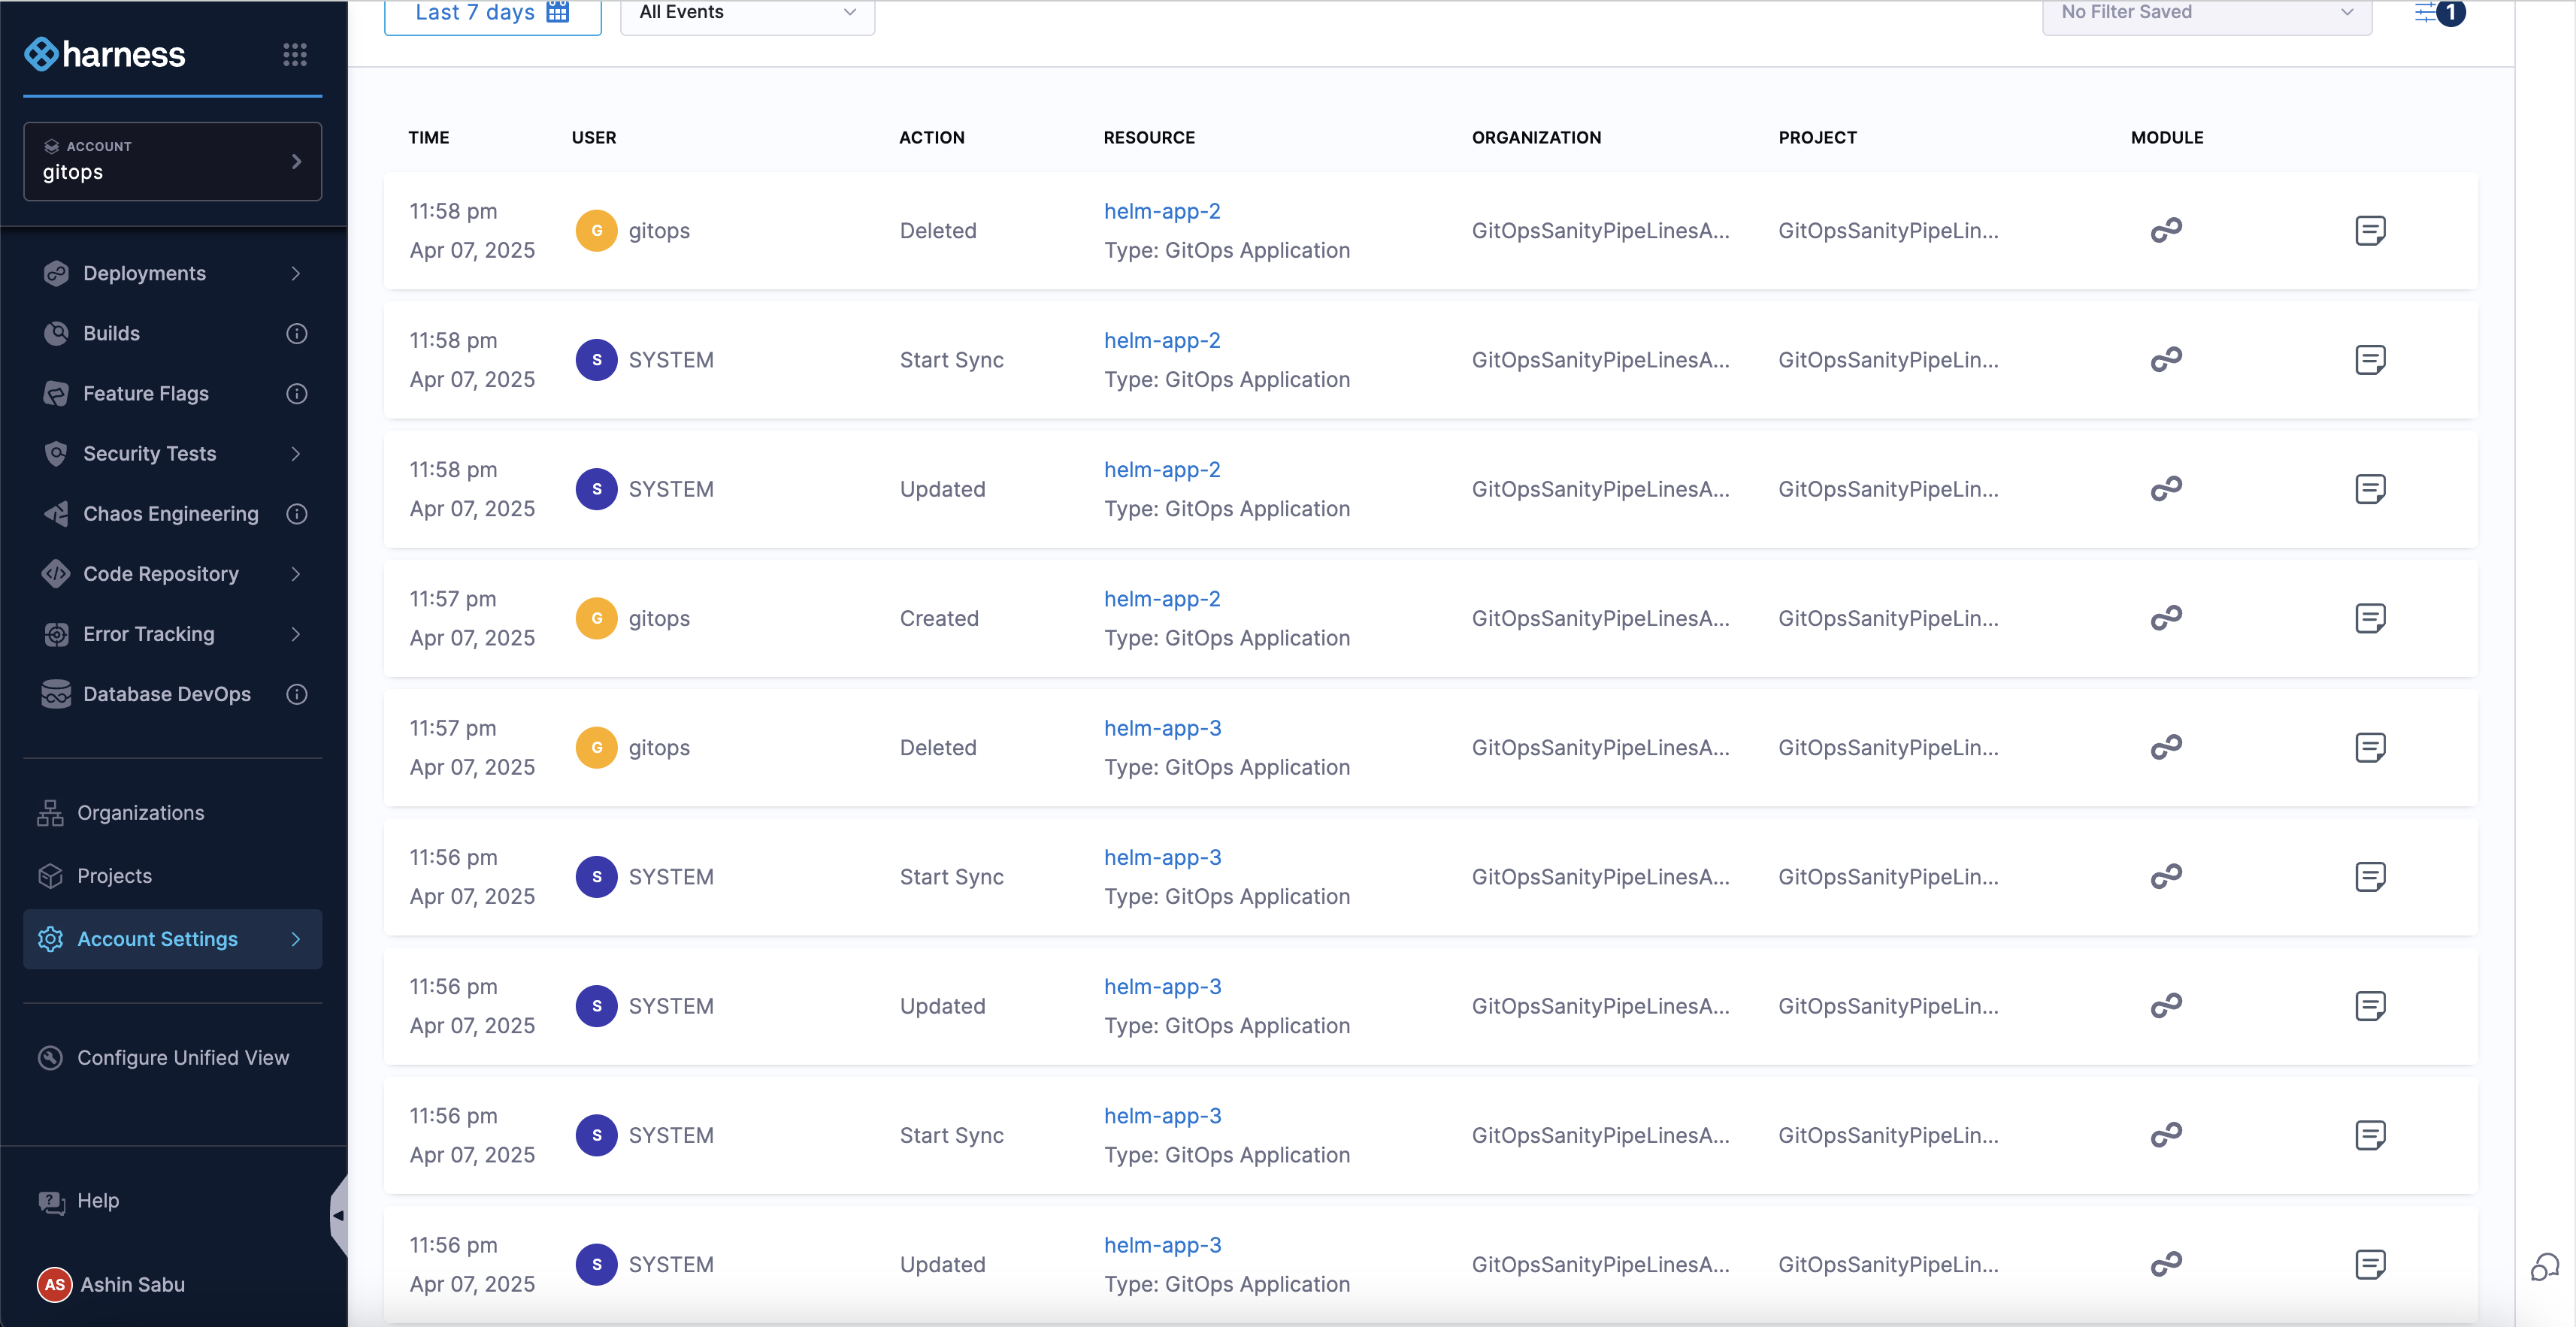 harness
ACCOUNT
gitops
Deployments
Builds
Feature Flags
Security Tests
Chaos Engineering
Code Repository
Error Tracking
Database DevOps
Organizations
Projects
Account Settings
Configure Unified View
Help
AS Ashin Sabu
Last 7 days All Events No Filter Saved 1
TIME USER ACTION RESOURCE ORGANIZATION PROJECT MODULE
11:58 pm helm-app-2
G gitops Deleted GitOpsSanityPipeLinesA... GitOpsSanityPipeLin...
Apr 07, 2025 Type: GitOps Application
11:58 pm helm-app-2
S SYSTEM Start Sync GitOpsSanityPipeLinesA... GitOpsSanityPipeLin...
Apr 07, 2025 Type: GitOps Application
11:58 pm helm-app-2
S SYSTEM Updated GitOpsSanityPipeLinesA... GitOpsSanityPipeLin...
Apr 07, 2025 Type: GitOps Application
11:57 pm helm-app-2
G gitops Created GitOpsSanityPipeLinesA... GitOpsSanityPipeLin...
Apr 07, 2025 Type: GitOps Application
11:57 pm helm-app-3
G gitops Deleted GitOpsSanityPipeLinesA... GitOpsSanityPipeLin...
Apr 07, 2025 Type: GitOps Application
11:56 pm helm-app-3
S SYSTEM Start Sync GitOpsSanityPipeLinesA... GitOpsSanityPipeLin...
Apr 07, 2025 Type: GitOps Application
11:56 pm helm-app-3
S SYSTEM Updated GitOpsSanityPipeLinesA... GitOpsSanityPipeLin...
Apr 07, 2025 Type: GitOps Application
11:56 pm helm-app-3
S SYSTEM Start Sync GitOpsSanityPipeLinesA... GitOpsSanityPipeLin...
Apr 07, 2025 Type: GitOps Application
11:56 pm helm-app-3
S SYSTEM Updated GitOpsSanityPipeLinesA... GitOpsSanityPipeLin...
Apr 07, 2025 Type: GitOps Application